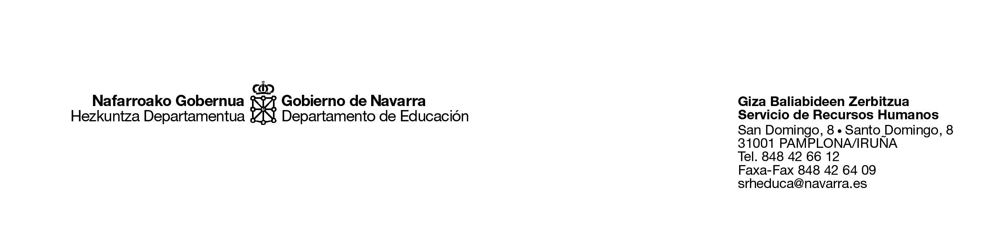 Nafarroako Gobernua
Hezkuntza Departamentua
Gobierno de Navarra
Departamento de Educación
Giza Baliabideen Zerbitzua
Servicio de Recursos Humanos
San Domingo, 8 • Santo Domingo, 8
31001 PAMPLONA/IRUÑA
Tel. 848 42 66 12
Faxa-Fax 848 42 64 09
srheduca@navarra.es